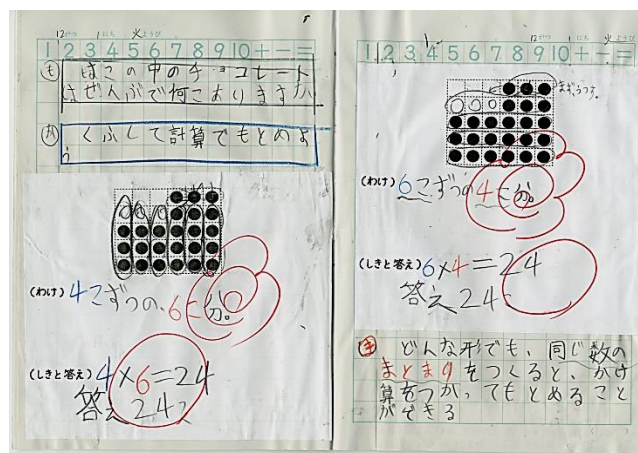 12がつ 1にち 火ようび
1 2 3 4 5 6 7 8 9 10 + − =
も はこの中のチョコレート
はぜんぶで何こありますか
か くふうして計算でもとめよ
う
(わけ) 4こずつの、6こ分。
(しきと答え) 4×6=24
答え 24こ
12がつ 1にち 火ようび
1 2 3 4 5 6 7 8 9 10 + − =
(わけ) 6こずつの4こ分。
(しきと答え) 6×4=24
答え 24こ
ま どんな形でも、同じ数の
まとまりをつくると、かけ
算をつかってもとめること
ができる